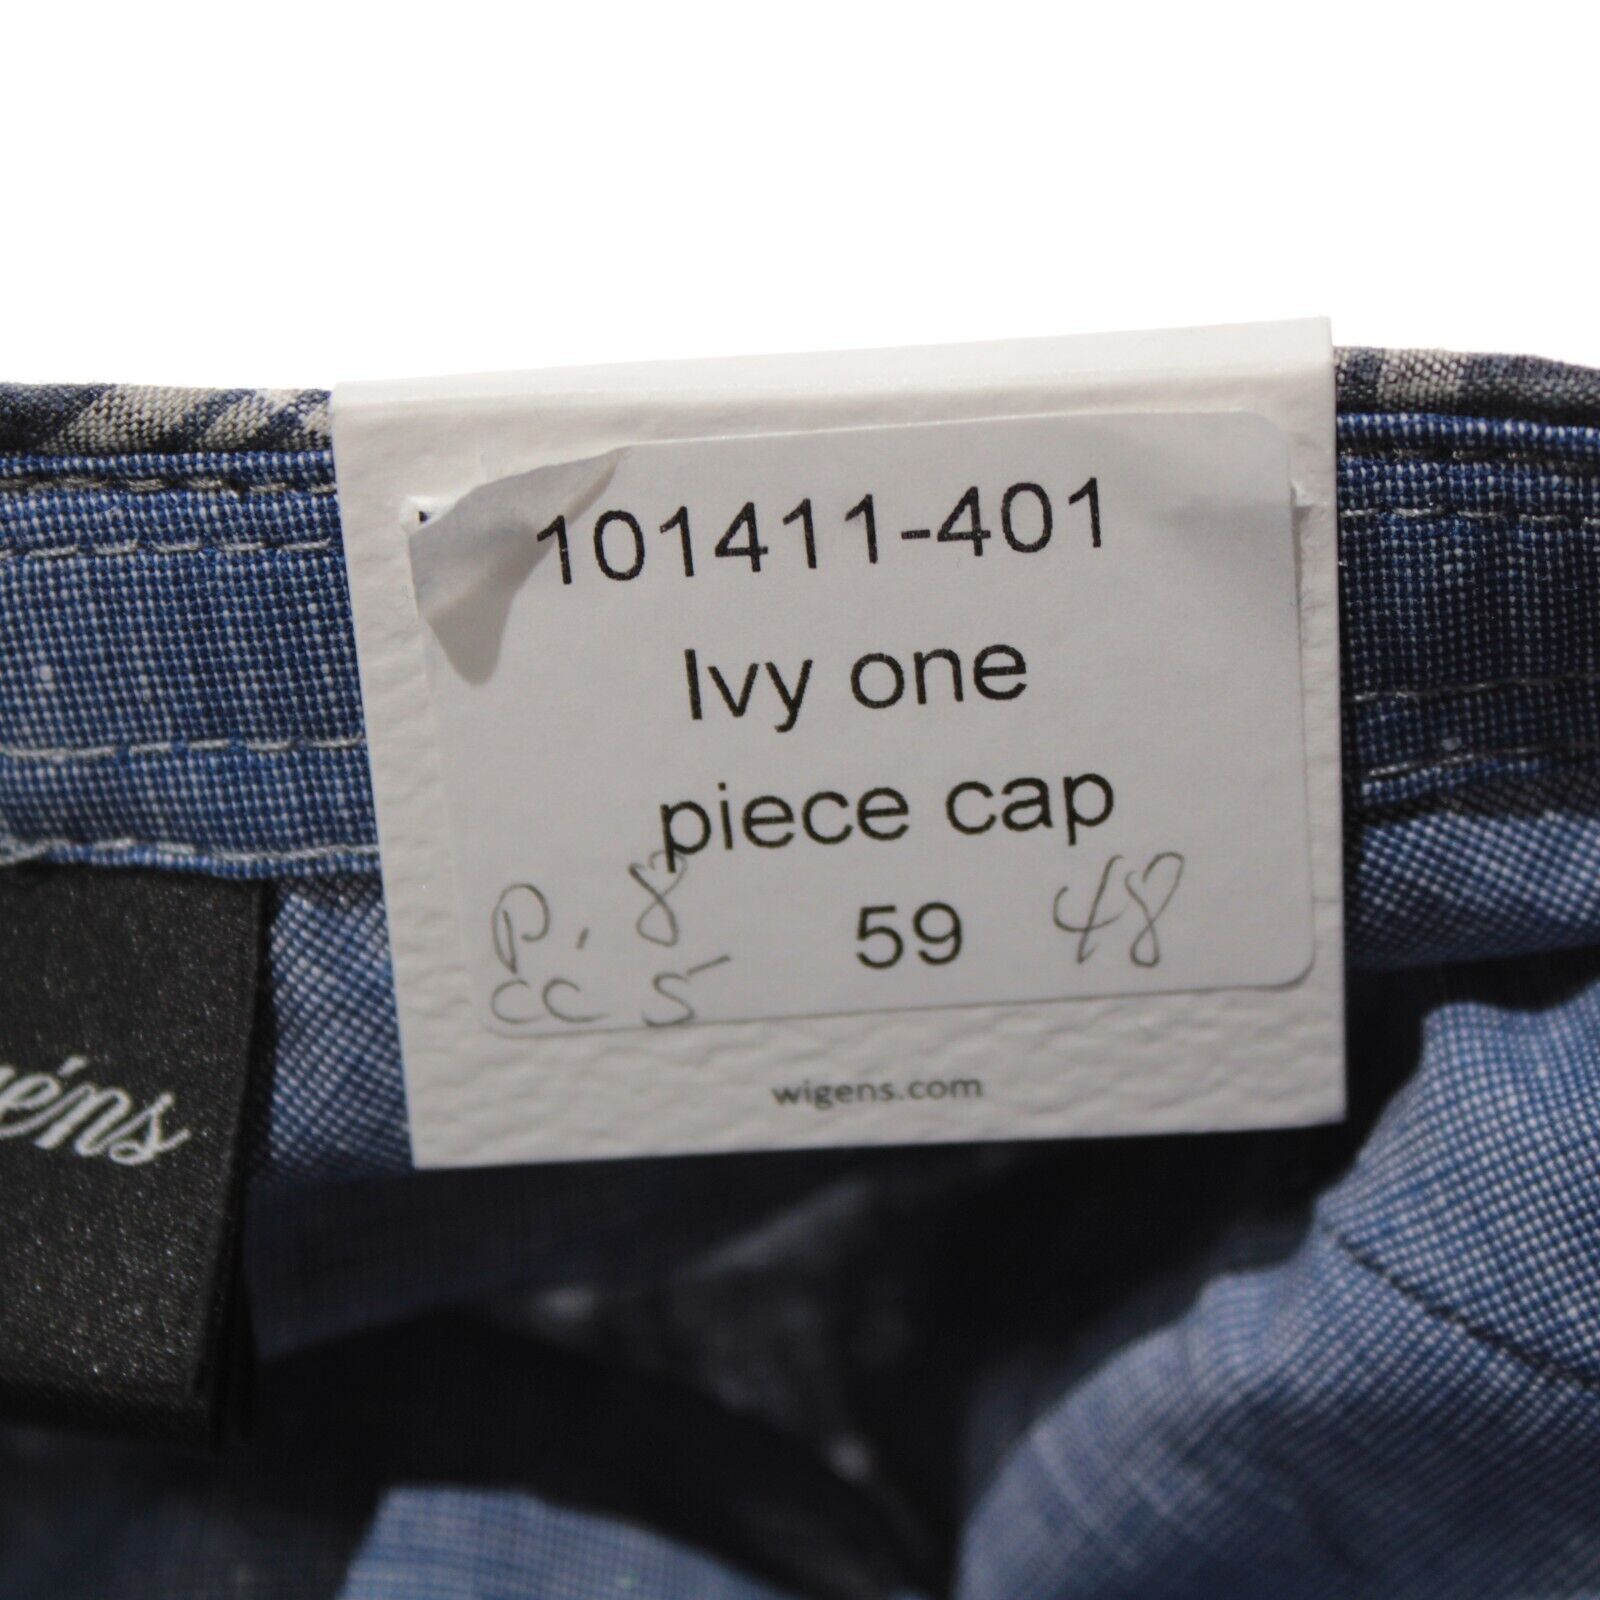 101411-401
Ivy one
piece cap
P. 8
59 48
CC 5
wigens.com